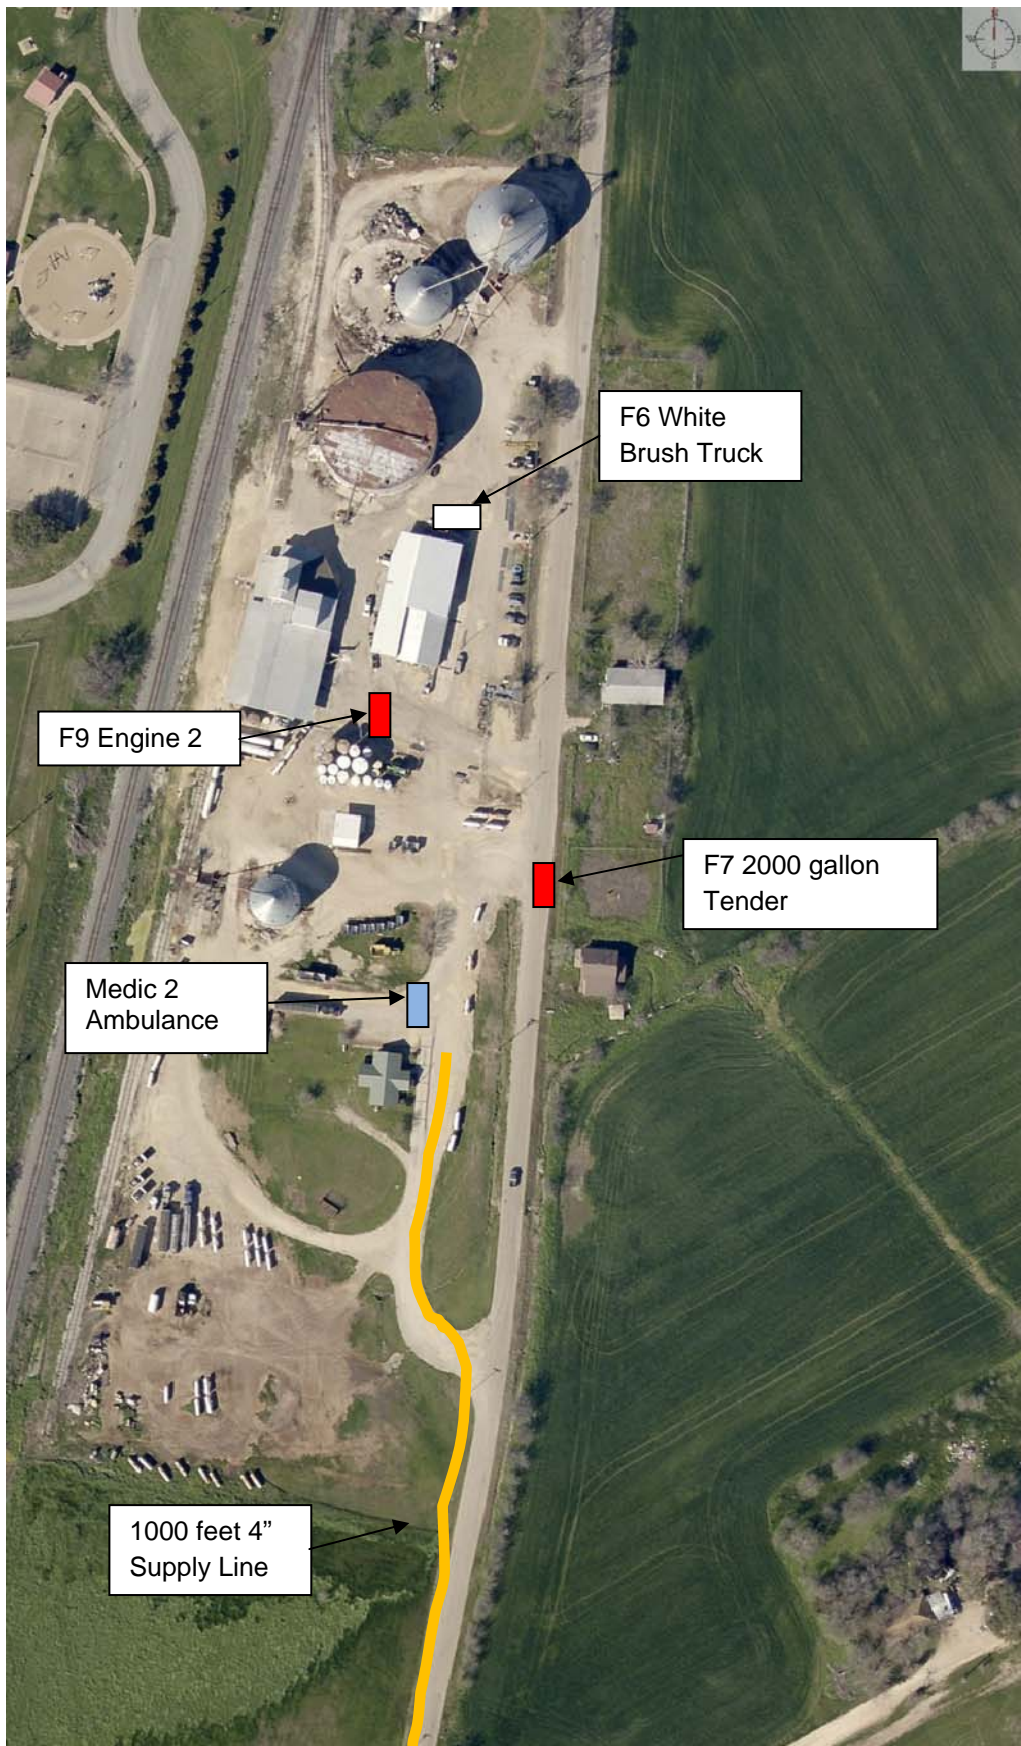 F6 White
Brush Truck
F9 Engine 2
F7 2000 gallon
Tender
Medic 2
Ambulance
1000 feet 4”
Supply Line